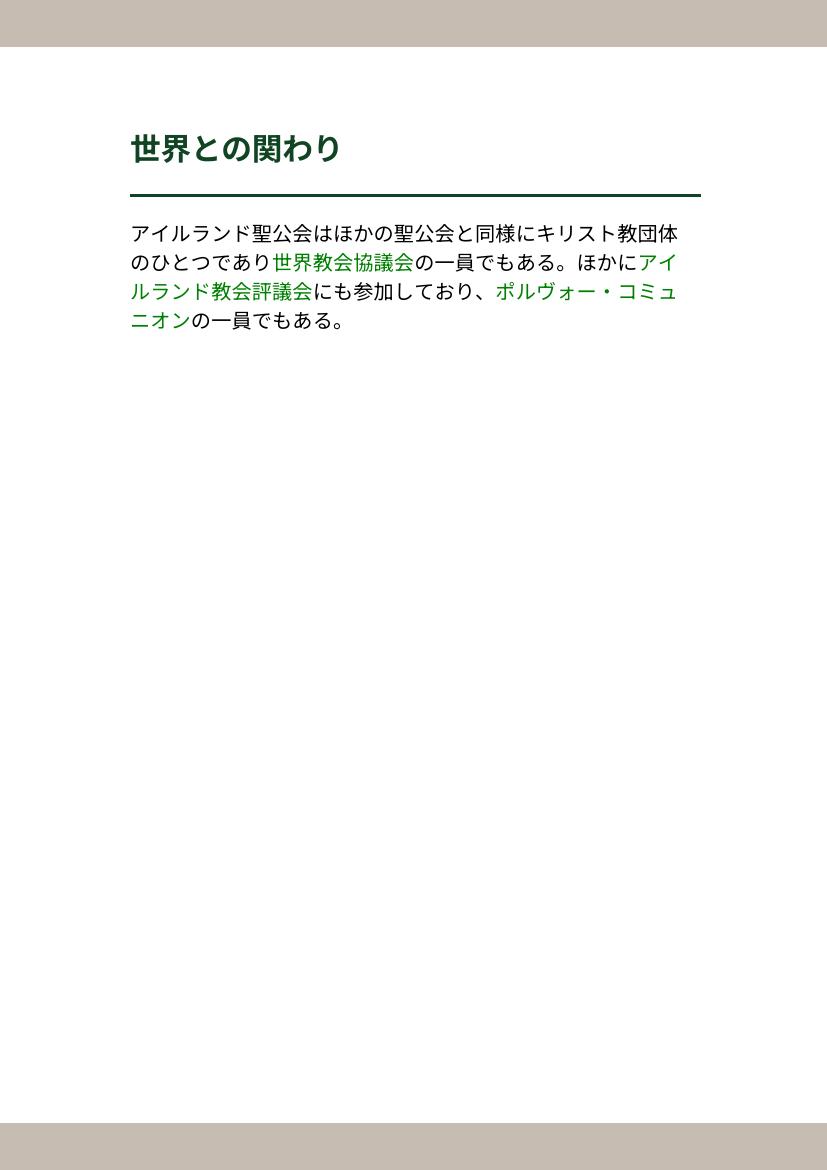 世界との関わり
アイルランド聖公会はほかの聖公会と同様にキリスト教団体
のひとつであり世界教会協議会の一員でもある。ほかにアイ
ルランド教会評議会にも参加しており、ポルヴォー・コミュ
ニオンの一員でもある。